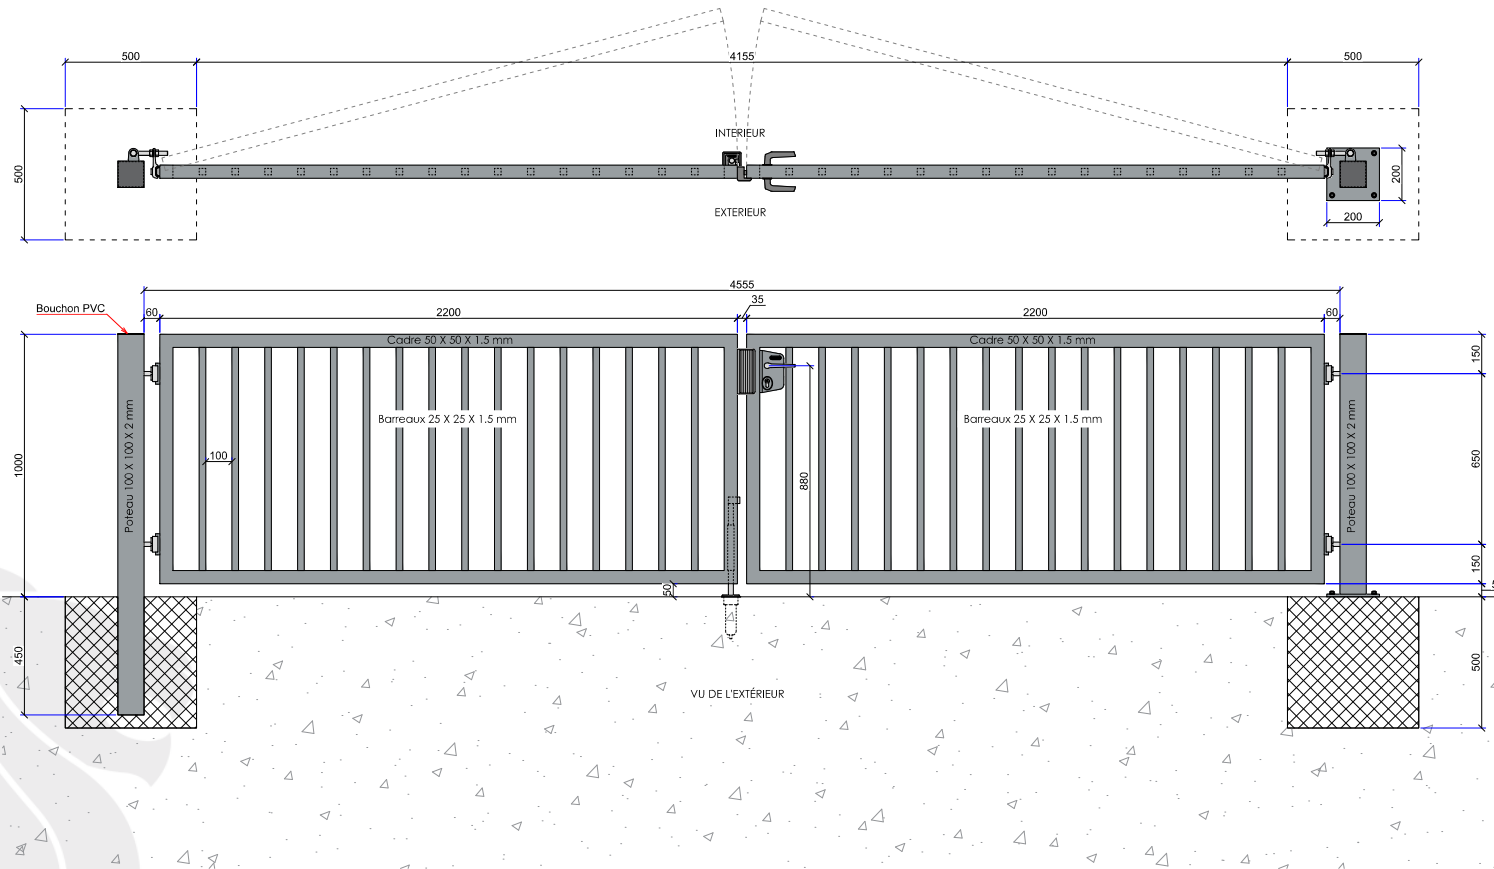 500
4155
500
INTERIEUR
500
200
200
EXTERIEUR
4555
Bouchon PVC
60
2200
35
2200
60
Cadre 50 X 50 X 1.5 mm
Cadre 50 X 50 X 1.5 mm
150
Barreaux 25 X 25 X 1.5 mm
Barreaux 25 X 25 X 1.5 mm
Poteau 100 X 100 X 2 mm
Poteau 100 X 100 X 2 mm
1000
100
880
650
150
50
450
500
VU DE L'EXTÉRIEUR